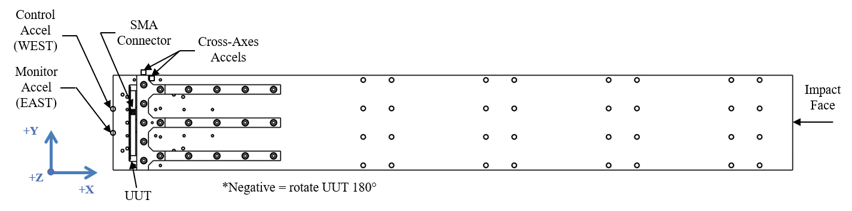 Control
Accel
(WEST)
SMA
Connector
Cross-Axes
Accels
Monitor
Accel
(EAST)
Impact
Face
+Y
+Z
+X
UUT
*Negative = rotate UUT 180°